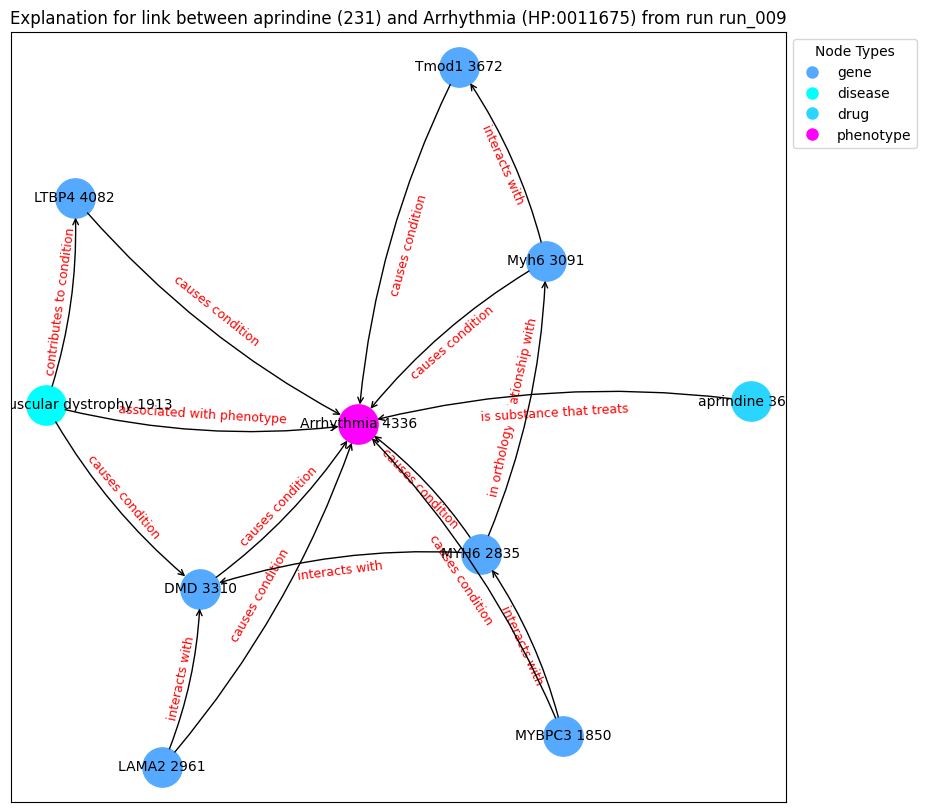 Explanation for link between aprindine (231) and Arrhythmia (HP:0011675) from run run_009
Node Types
gene
disease
drug
phenotype
Tmod1 3672
interacts with
LTBP4 4082
causes condition
Myh6 3091
contributes to condition
causes condition
causes condition
in orthology ationship with
uscular dystrophy 1913
associated with phenotype
Arrhythmia 4336
is substance that treats
aprindine 36
causes condition
causes condition
causes condition
causes condition
causes condition
MYH6 2835
interacts with
DMD 3310
interacts with
interacts with
MYBPC3 1850
LAMA2 2961